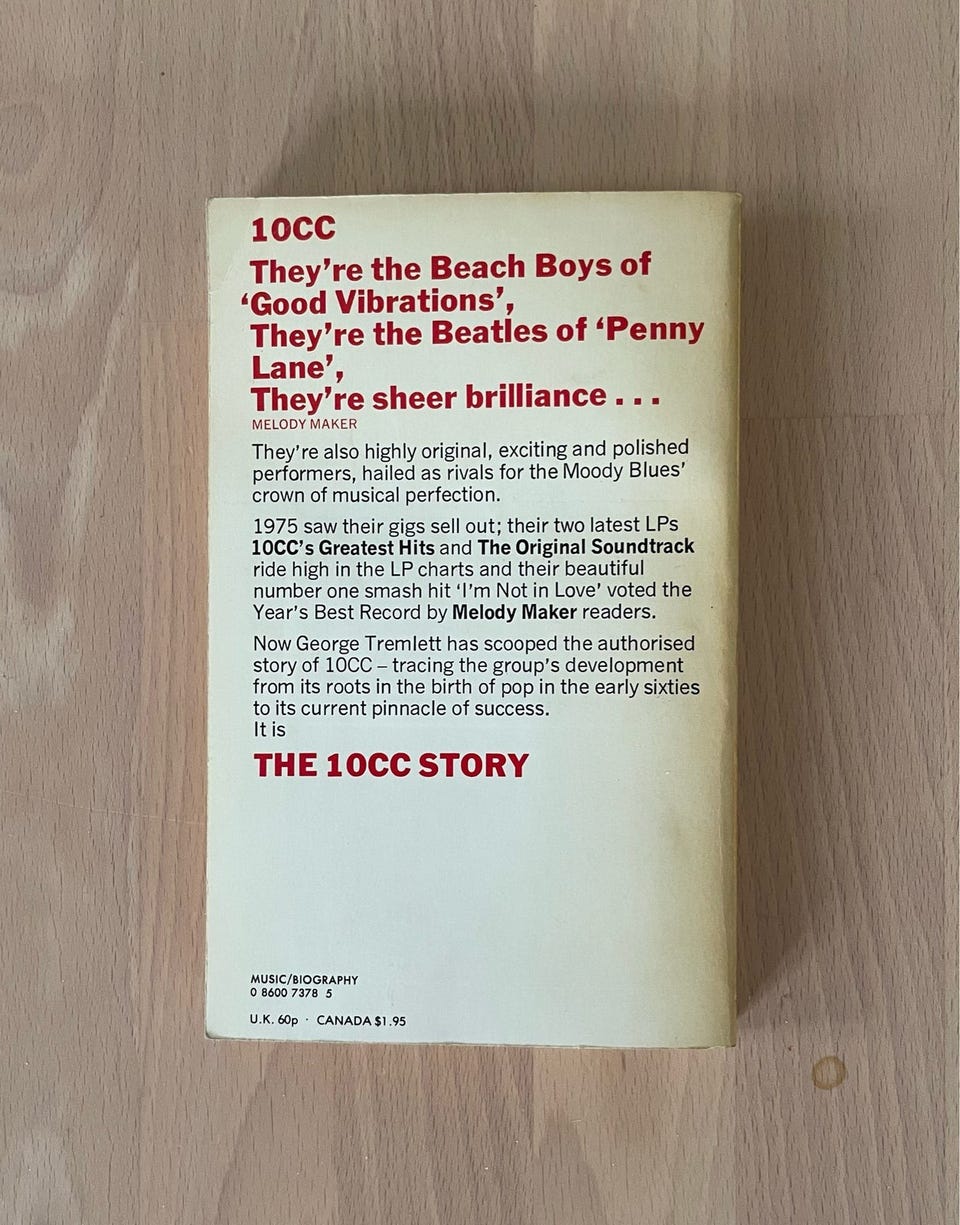 10CC
They're the Beach Boys of
‘Good Vibrations’,
They’re the Beatles of ‘Penny
Lane’,
They’re sheer brilliance . . .
MELODY MAKER
They’re also highly original, exciting and polished
performers, hailed as rivals for the Moody Blues’
crown of musical perfection.
1975 saw their gigs sell out; their two latest LPs
10CC’s Greatest Hits and The Original Soundtrack
ride high in the LP charts and their beautiful
number one smash hit ‘I’m Not in Love’ voted the
Year’s Best Record by Melody Maker readers.
Now George Tremlett has scooped the authorised
story of 10CC – tracing the group’s development
from its roots in the birth of pop in the early sixties
to its current pinnacle of success.
It is
THE 10CC STORY
MUSIC/BIOGRAPHY
0 8600 7378 5
U.K. 60p · CANADA $1.95